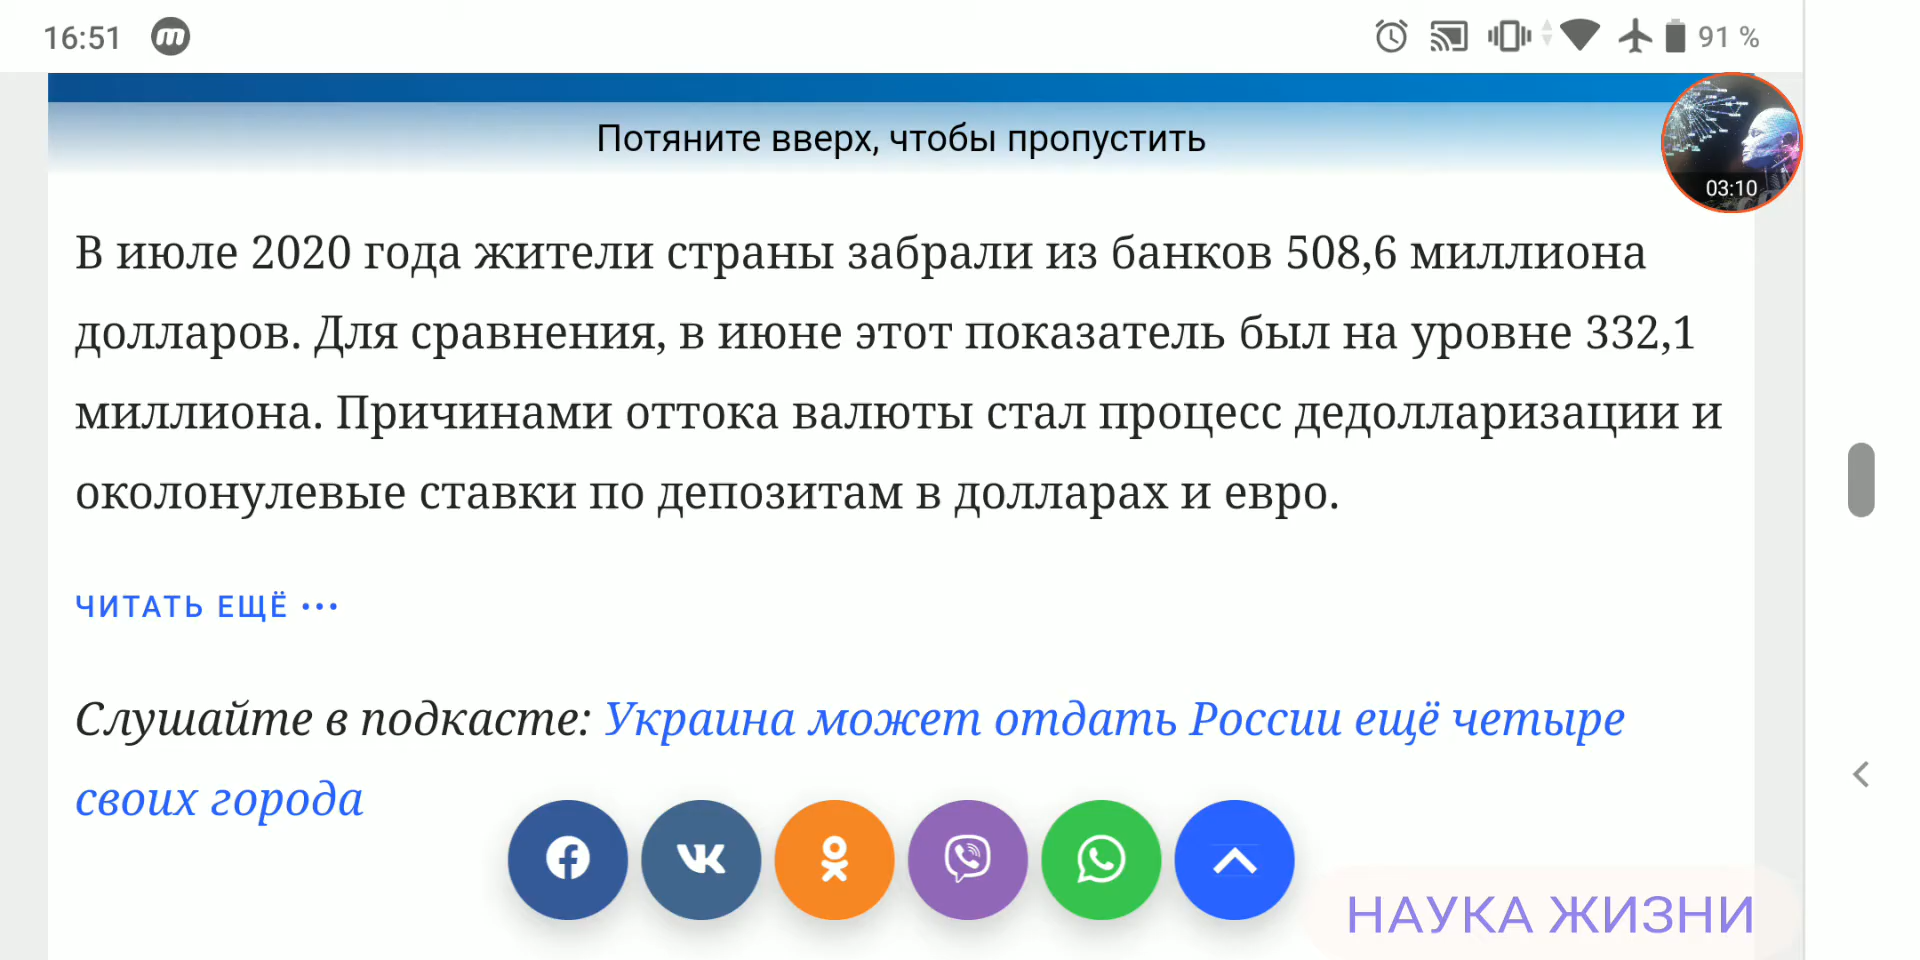 16:51
91 %
Потяните вверх, чтобы пропустить
03:10
В июле 2020 года жители страны забрали из банков 508,6 миллиона
долларов. Для сравнения, в июне этот показатель был на уровне 332,1
миллиона. Причинами оттока валюты стал процесс дедолларизации и
околонулевые ставки по депозитам в долларах и евро.
ЧИТАТЬ ЕЩЁ •••
Слушайте в подкасте: Украина может отдать России ещё четыре
своих города
НАУКА ЖИЗНИ